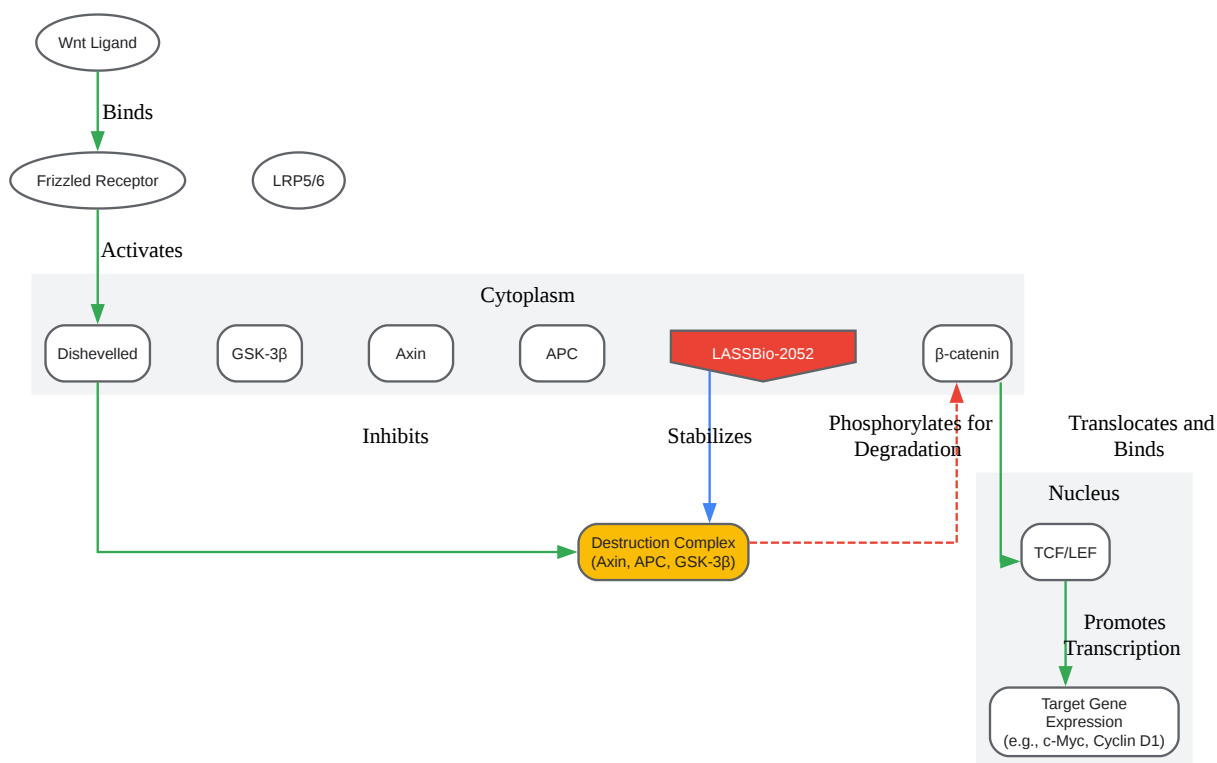 Wnt Ligand
Binds
Frizzled Receptor
LRP5/6
Activates
Cytoplasm
Dishevelled
GSK-3β
Axin
APC
LASSBio-2052
β-catenin
Inhibits
Stabilizes
Phosphorylates for
Degradation
Translocates and
Binds
Nucleus
Destruction Complex
(Axin, APC, GSK-3β)
TCF/LEF
Promotes
Transcription
Target Gene
Expression
(e.g., c-Myc, Cyclin D1)